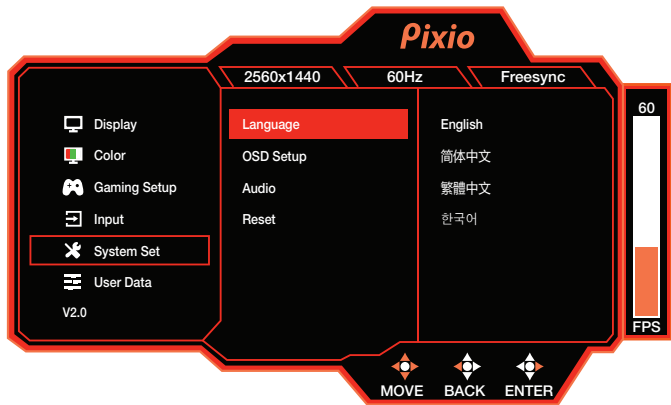 Pixio
2560x1440 60Hz Freesync
60
Display
Color
Gaming Setup
Input
System Set
User Data
V2.0
Language
OSD Setup
Audio
Reset
English
简体中文
繁體中文
한국어
FPS
MOVE BACK ENTER